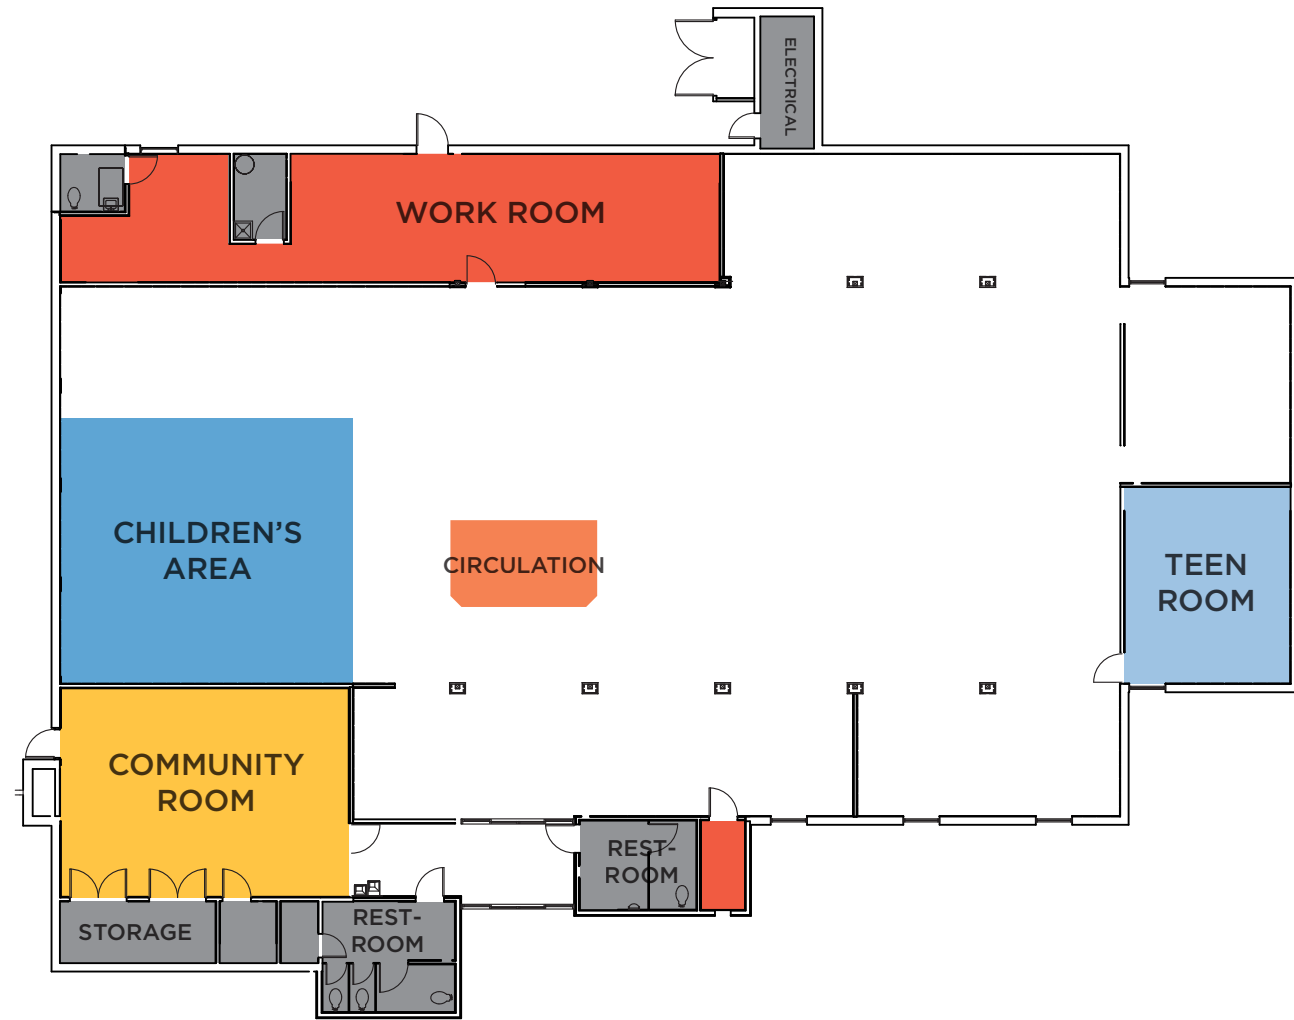 ELECTRICAL
WORK ROOM
CHILDREN'S
AREA
CIRCULATION
TEEN
ROOM
COMMUNITY
ROOM
REST-
ROOM
STORAGE
REST-
ROOM